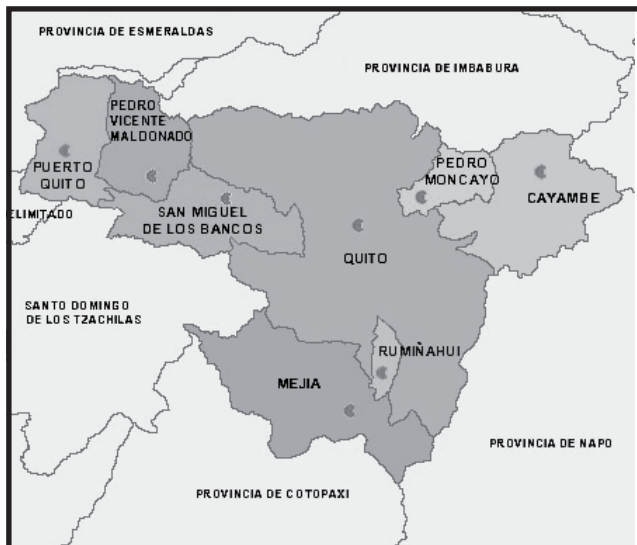 PROVINCIA DE ESMERALDAS
PROVINCIA DE IMBABURA
PEDRO
VICENTE
MALDONADO
PUERTO
QUITO
PEDRO
MONCAYO
CAYAMBE
ELIMITADO
SAN MIGUEL
DE LOS BANCOS
QUITO
SANTO DOMINGO
DE LOS TZACHILAS
RUMIÑAHUI
MEJIA
PROVINCIA DE NAPO
PROVINCIA DE COTOPAXI